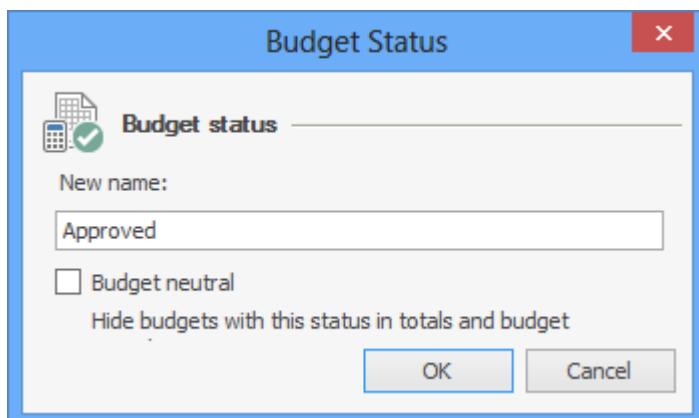 Budget Status
Budget status
New name:
Approved
Budget neutral
Hide budgets with this status in totals and budget
OK
Cancel